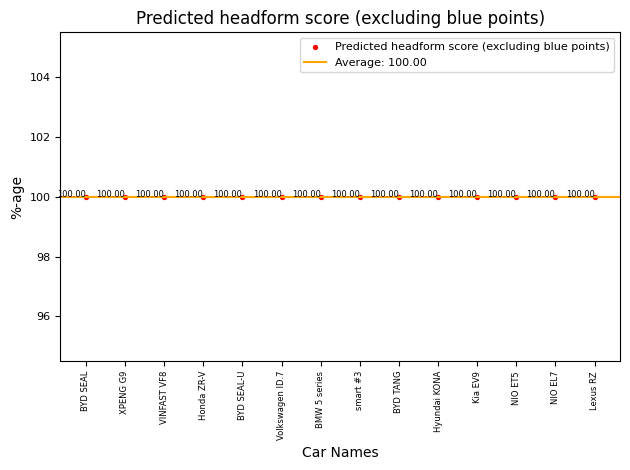 Predicted headform score (excluding blue points)
Predicted headform score (excluding blue points)
Average: 100.00
%-age
104
102
100
98
96
100.00 100.00 100.00 100.00 100.00 100.00 100.00 100.00 100.00 100.00 100.00 100.00 100.00 100.00
BYD SEAL
XPENG G9
VINFAST VF8
Honda ZR-V
BYD SEAL-U
Volkswagen ID.7
BMW 5 series
smart #3
BYD TANG
Hyundai KONA
Kia EV9
NIO ET5
NIO EL7
Lexus RZ
Car Names